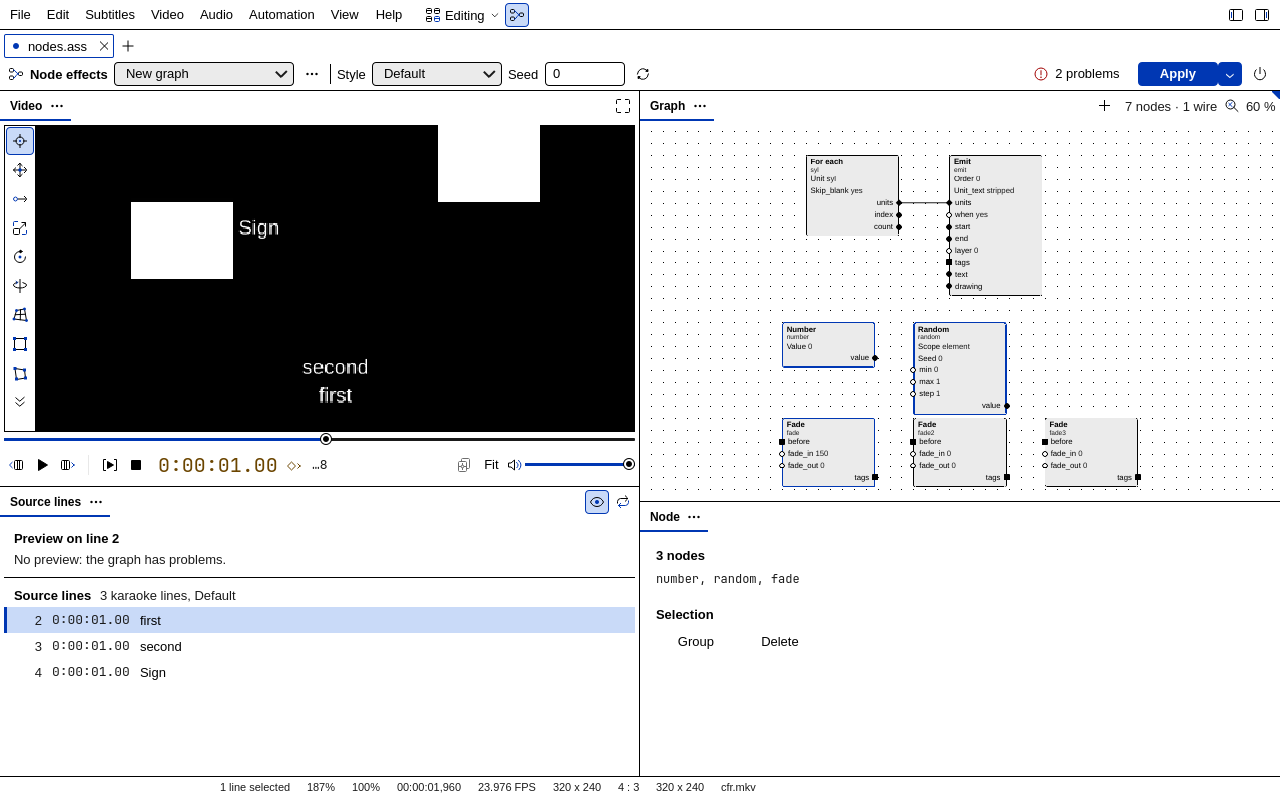 File Edit Subtitles Video Audio Automation View Help Editing
nodes.ass
Node effects New graph Style Default Seed 0 2 problems Apply
Video
Graph 7 nodes · 1 wire 60 %
Sign
second
first
For each
syl
Unit syl
Skip_blank yes
units
index
count
Emit
emit
Order 0
Unit_text stripped
units
when yes
start
end
layer 0
tags
text
drawing
Number
number
Value 0
value
Random
random
Scope element
Seed 0
min 0
max 1
step 1
value
Fade
fade
before
fade_in 150
fade_out 0
tags
Fade
fade2
before
fade_in 0
fade_out 0
tags
Fade
fade3
before
fade_in 0
fade_out 0
tags
0:00:01.00 …8 Fit
Source lines
Preview on line 2
No preview: the graph has problems.
Source lines 3 karaoke lines, Default
2 0:00:01.00 first
3 0:00:01.00 second
4 0:00:01.00 Sign
Node
3 nodes
number, random, fade
Selection
Group Delete
1 line selected 187% 100% 00:00:01,960 23.976 FPS 320 x 240 4 : 3 320 x 240 cfr.mkv